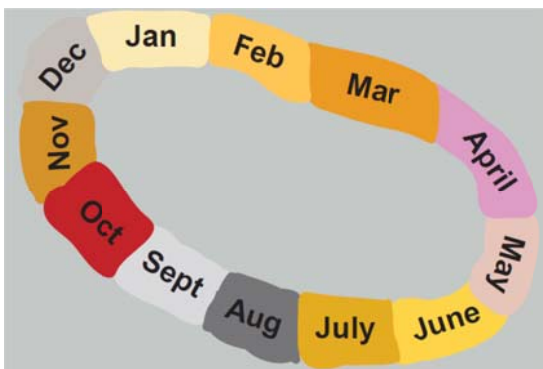 Jan
Feb
Mar
April
May
June
July
Aug
Sept
Oct
Nov
Dec